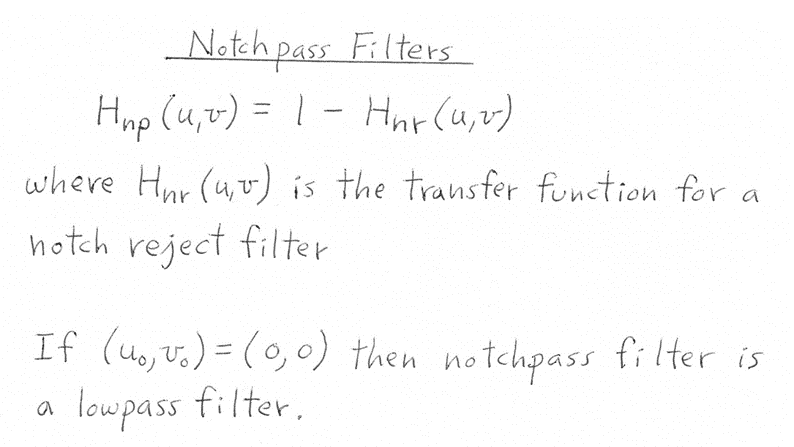 Notchpass Filters
Hnp(u,v) = 1 - Hnr(u,v)
where Hnr(u,v) is the transfer function for a
notch reject filter
If (u₀,v₀)=(0,0) then notchpass filter is
a lowpass filter.